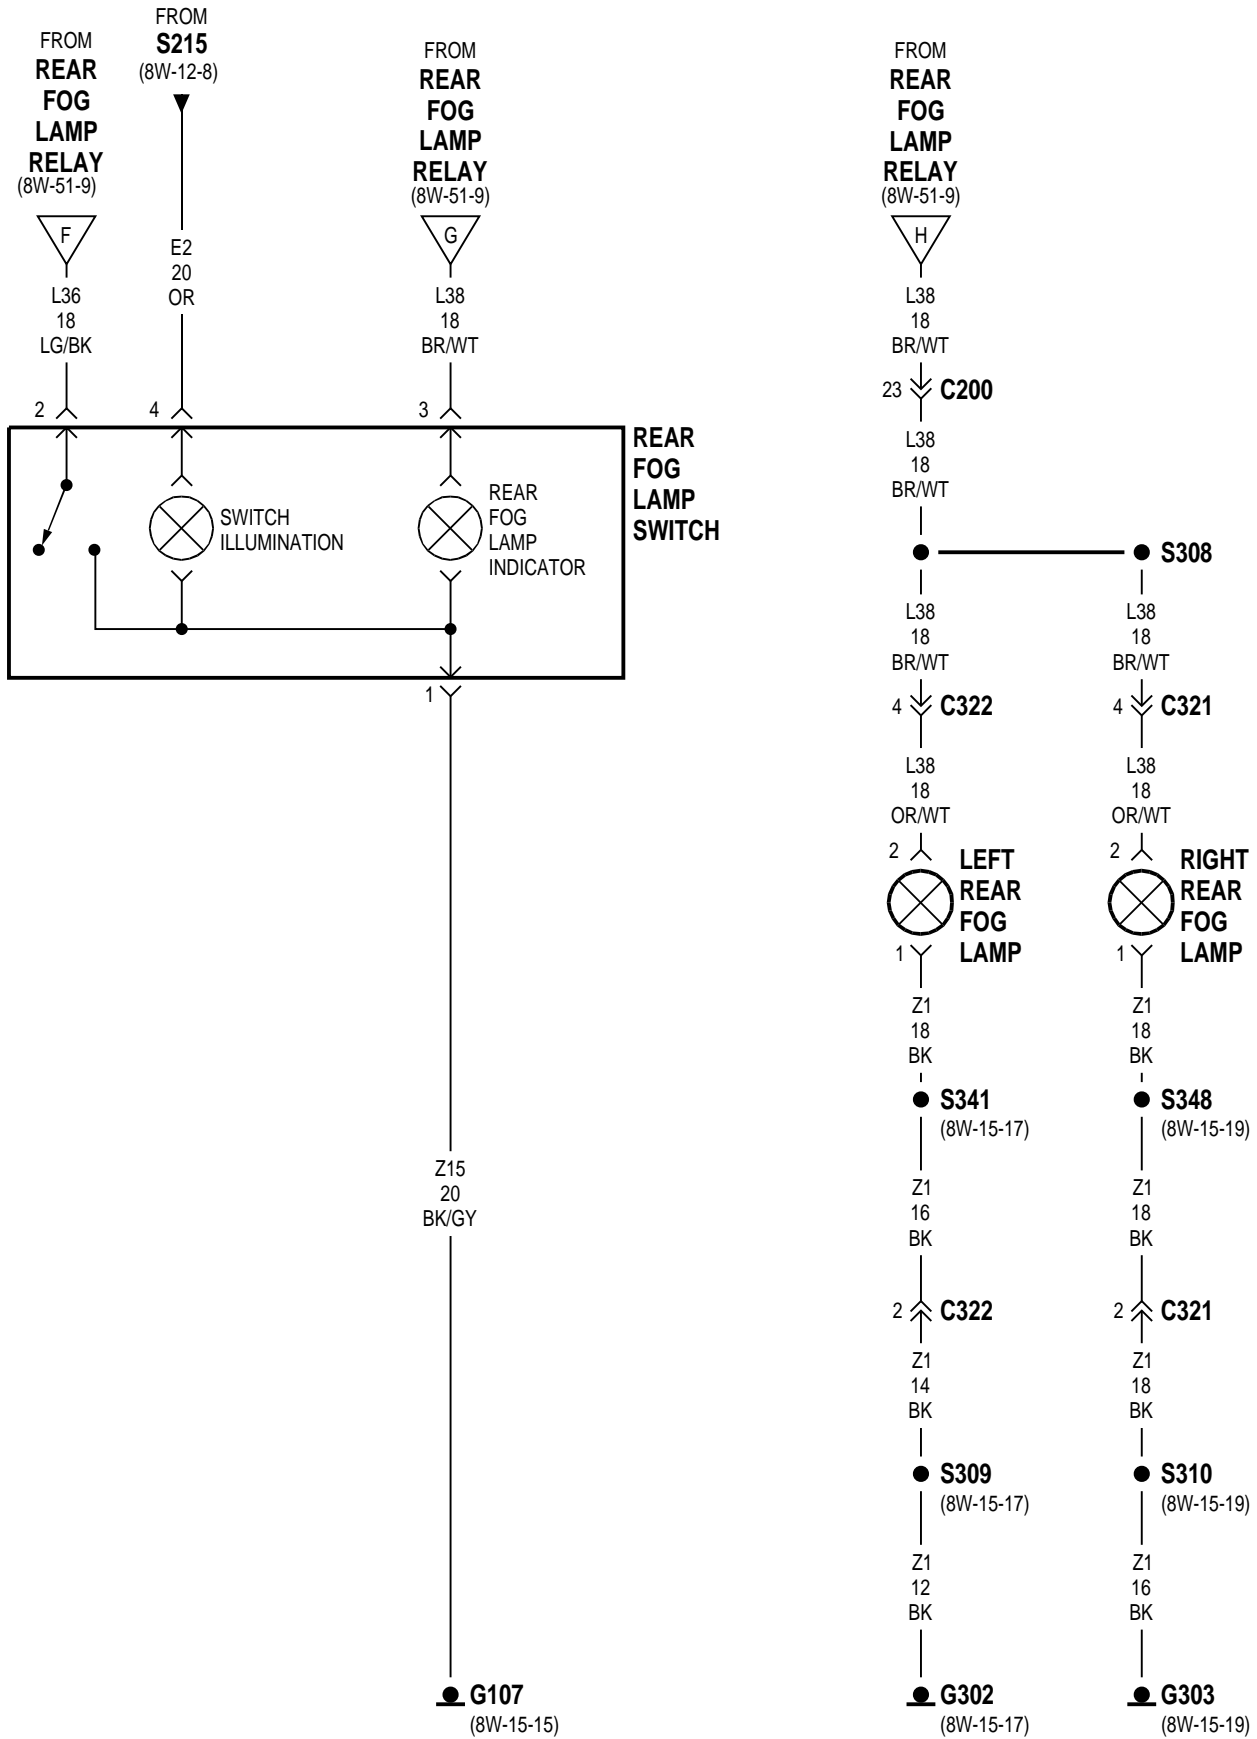 FROM
REAR
FOG
LAMP
RELAY
(8W-51-9)
F
L36
18
LG/BK
2
FROM
S215
(8W-12-8)
E2
20
OR
4
FROM
REAR
FOG
LAMP
RELAY
(8W-51-9)
G
L38
18
BR/WT
3
SWITCH
ILLUMINATION
REAR
FOG
LAMP
INDICATOR
REAR
FOG
LAMP
SWITCH
1
Z15
20
BK/GY
G107
(8W-15-15)
FROM
REAR
FOG
LAMP
RELAY
(8W-51-9)
H
L38
18
BR/WT
23 C200
L38
18
BR/WT
S308
L38
18
BR/WT
4 C322
L38
18
OR/WT
2
LEFT
REAR
FOG
LAMP
1
Z1
18
BK
S341
(8W-15-17)
Z1
16
BK
2 C322
Z1
14
BK
S309
(8W-15-17)
Z1
12
BK
G302
(8W-15-17)
L38
18
BR/WT
4 C321
L38
18
OR/WT
2
RIGHT
REAR
FOG
LAMP
1
Z1
18
BK
S348
(8W-15-19)
Z1
18
BK
2 C321
Z1
18
BK
S310
(8W-15-19)
Z1
16
BK
G303
(8W-15-19)